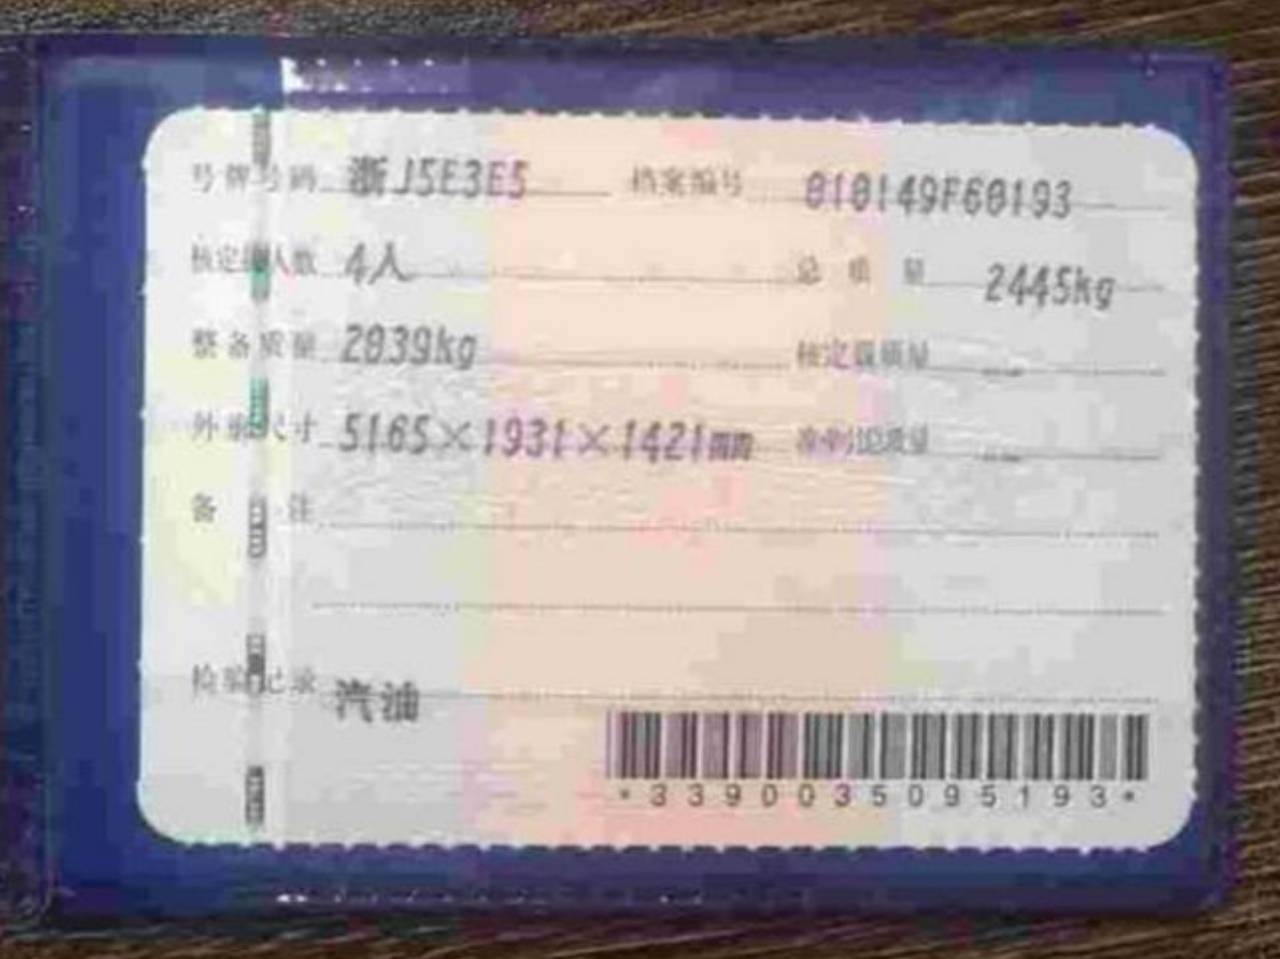 号牌号码 浙J5E3E5 档案编号 010149F60193
核定载人数 4人 总质量 2445kg
整备质量 2039kg 核定载质量 __
外廓尺寸 5165×1931×1421mm 准牵引总质量 __
备注
检验记录 汽油
*3390035095193*